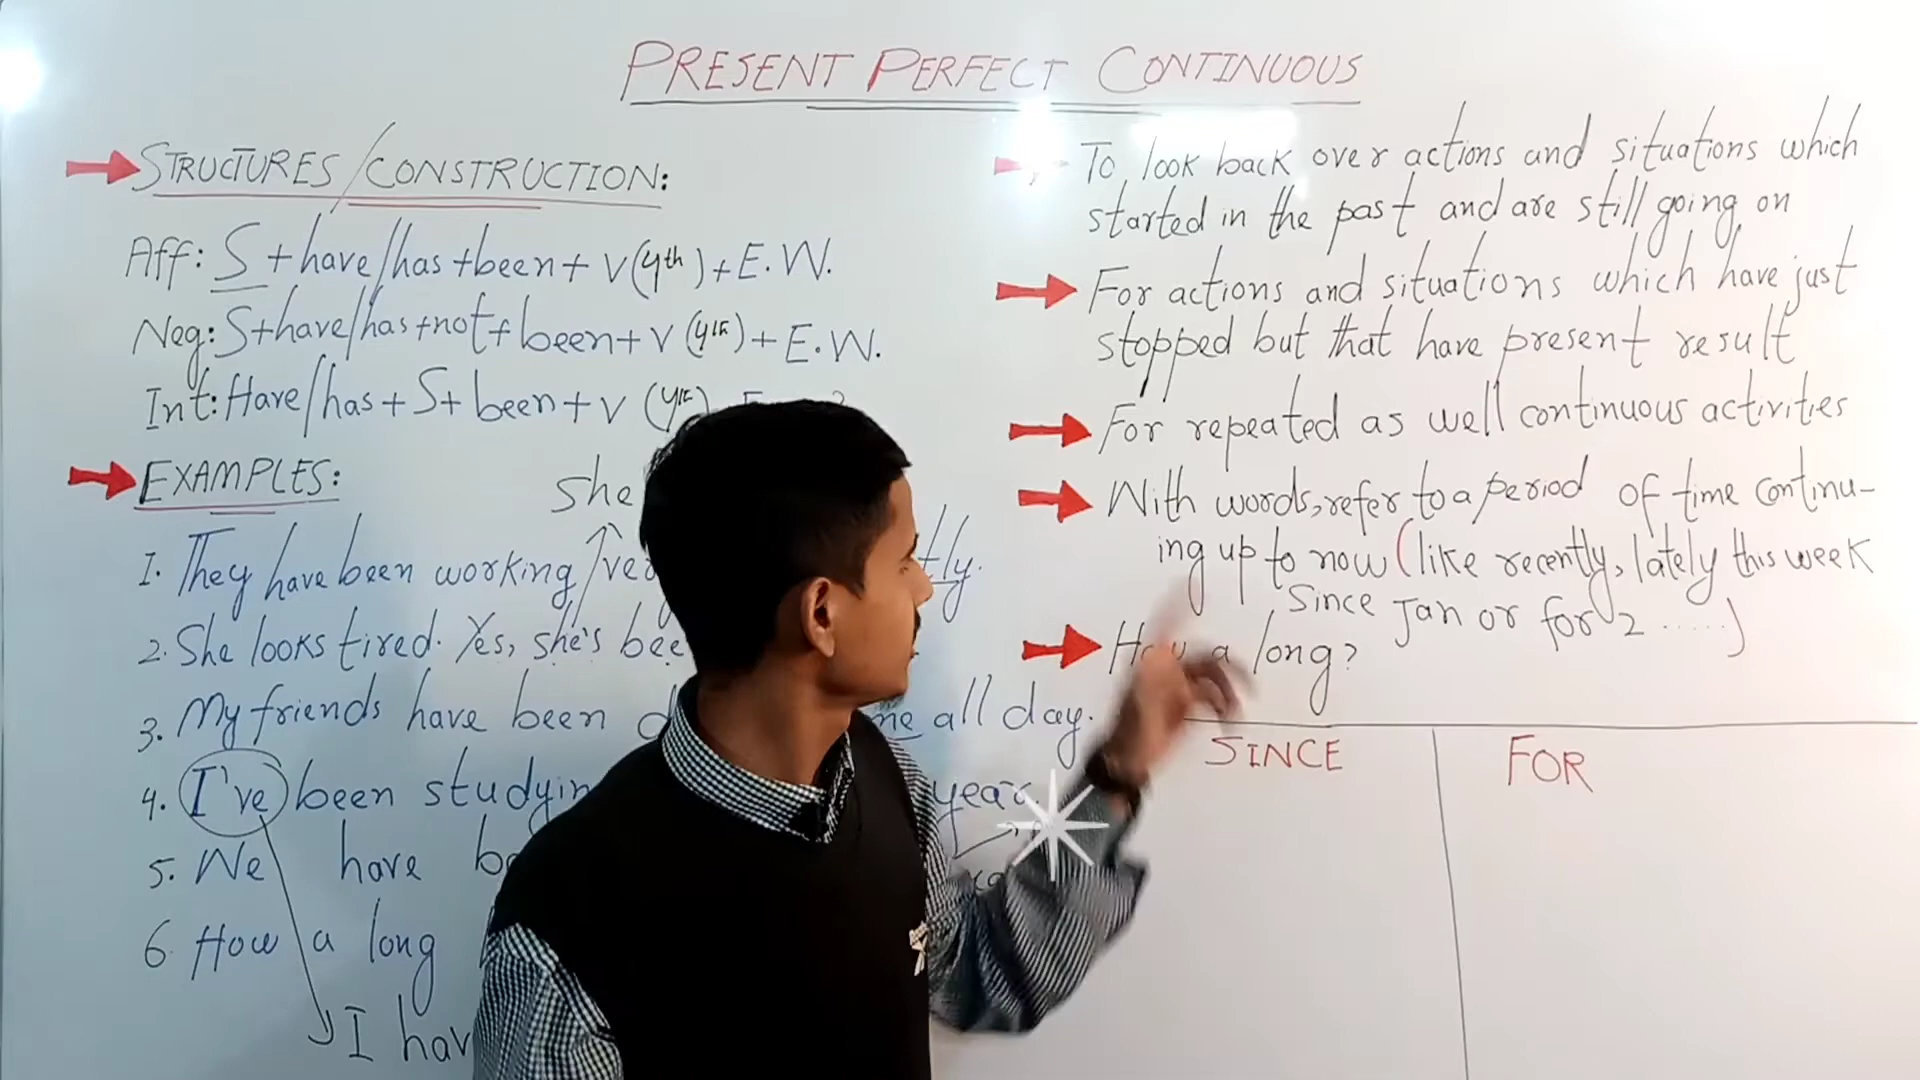 PRESENT PERFECT CONTINUOUS
STRUCTURES/CONSTRUCTION:
Aff: S+have/has+been+V(4th)+E.W.
Neg: S+have/has+not+been+V(4th)+E.W.
Int: Have/has+S+been+V
EXAMPLES:
She
1. They have been working
2. She looks tired. Yes, she's
3. My friends have been all day.
4. I've been year.
5. We have
6. How a long
I
To look back over actions and situations which
started in the past and are still going on
For actions and situations which have just
stopped but that have present result
For repeated as well continuous activities
With words, refer to a period of time continu-
ing up to now (like recently, lately this week
Since Jan or for 2 .....)
How a long?
SINCE
FOR